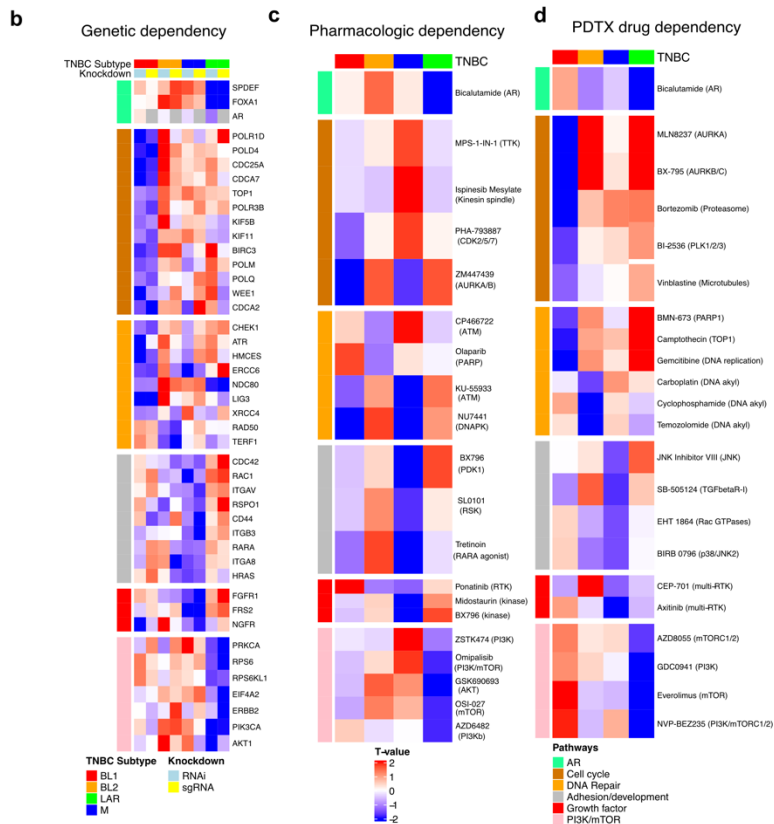 b
Genetic dependency
TNBC Subtype
Knockdown
SPDEF
FOXA1
AR
POLR1D
POLD4
CDC25A
CDCA7
TOP1
POLR3B
KIF5B
KIF11
BIRC3
POLM
POLQ
WEE1
CDCA2
CHEK1
ATR
HMCES
ERCC6
NDC80
LIG3
XRCC4
RAD50
TERF1
CDC42
RAC1
ITGAV
RSPO1
CD44
ITGB3
RARA
ITGA8
HRAS
FGFR1
FRS2
NGFR
PRKCA
RPS6
RPS6KL1
EIF4A2
ERBB2
PIK3CA
AKT1
TNBC Subtype
BL1
BL2
LAR
M
Knockdown
RNAi
sgRNA
c
Pharmacologic dependency
TNBC
Bicalutamide (AR)
MPS-1-IN-1 (TTK)
Ispinesib Mesylate
(Kinesin spindle)
PHA-793887
(CDK2/5/7)
ZM447439
(AURKA/B)
CP466722
(ATM)
Olaparib
(PARP)
KU-55933
(ATM)
NU7441
(DNAPK)
BX796
(PDK1)
SL0101
(RSK)
Tretinoin
(RARA agonist)
Ponatinib (RTK)
Midostaurin (kinase)
BX796 (kinase)
ZSTK474 (PI3K)
Omipalisib
(PI3K/mTOR)
GSK690693
(AKT)
OSI-027
(mTOR)
AZD6482
(PI3Kb)
T-value
2
1
0
-1
-2
d
PDTX drug dependency
TNBC
Bicalutamide (AR)
MLN8237 (AURKA)
BX-795 (AURKB/C)
Bortezomib (Proteasome)
BI-2536 (PLK1/2/3)
Vinblastine (Microtubules)
BMN-673 (PARP1)
Camptothecin (TOP1)
Gemcitibine (DNA replication)
Carboplatin (DNA akyl)
Cyclophosphamide (DNA akyl)
Temozolomide (DNA akyl)
JNK Inhibitor VIII (JNK)
SB-505124 (TGFbetaR-I)
EHT 1864 (Rac GTPases)
BIRB 0796 (p38/JNK2)
CEP-701 (multi-RTK)
Axitinib (multi-RTK)
AZD8055 (mTORC1/2)
GDC0941 (PI3K)
Everolimus (mTOR)
NVP-BEZ235 (PI3K/mTORC1/2)
Pathways
AR
Cell cycle
DNA Repair
Adhesion/development
Growth factor
PI3K/mTOR